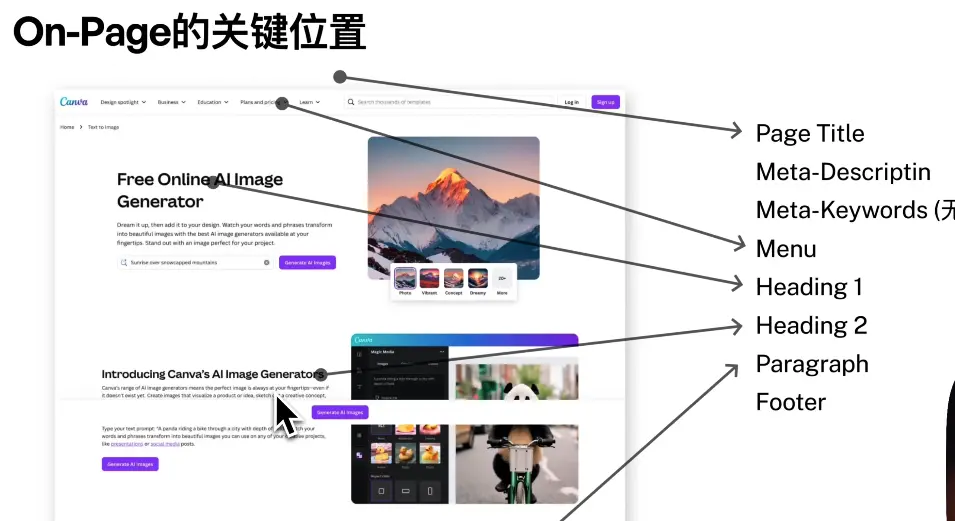 On-Page的关键位置
Canva
Design spotlight
Business
Education
Plans and pricing
Learn
Search thousands of templates
Log in
Sign up
Home > Text to Image
Free Online AI Image
Generator
Dream it up, then add it to your design. Watch your words and phrases transform
into beautiful images with the best AI image generators available at your
fingertips. Stand out with an image perfect for your project.
Sunrise over snowcapped mountains
Generate AI Images
Photo
Vibrant
Concept
Dreamy
20+
More
Page Title
Meta-Descriptin
Meta-Keywords (无
Menu
Heading 1
Heading 2
Paragraph
Footer
Introducing Canva's AI Image Generators
Canva's range of AI image generators means the perfect image is always at your fingertips—even if
it doesn't exist yet. Create images that visualize a product or idea, sketch a creative concept,
Generate AI Images
Type your text prompt: "A panda riding a bike through a city with depth of
words and phrases transform into beautiful images you can use on any of your creative projects,
like presentations or social media posts.
Generate AI Images
Canva
Magic Media